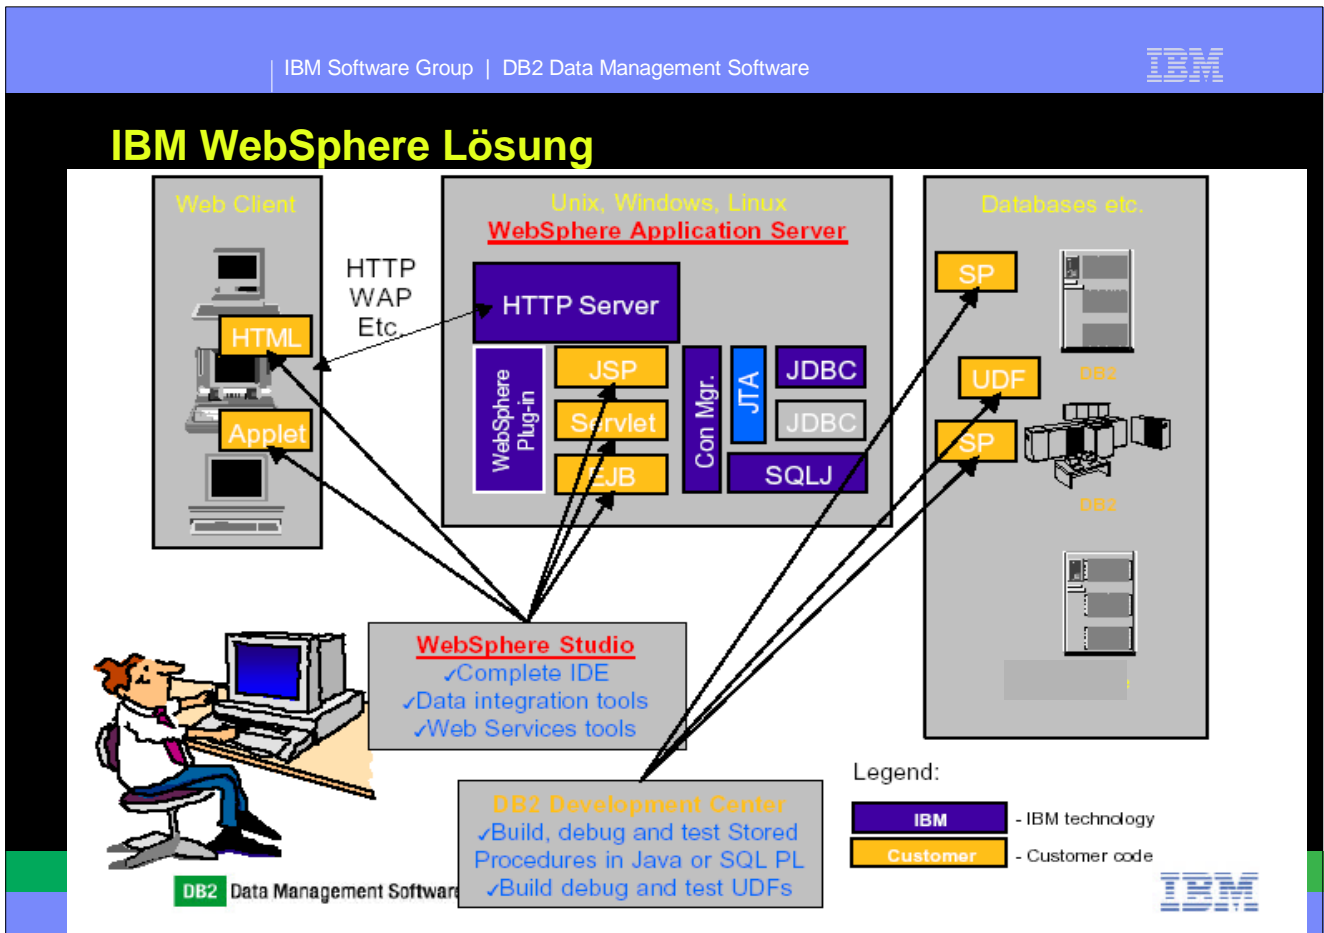 IBM Software Group | DB2 Data Management Software
IBM
IBM WebSphere Lösung
Web Client
HTML
Applet
HTTP
WAP
Etc.
Unix, Windows, Linux
WebSphere Application Server
HTTP Server
WebSphere
Plug-in
JSP
Servlet
EJB
Con Mgr.
JTA
JDBC
JDBC
SQLJ
Databases etc.
SP
DB2
UDF
SP
DB2
WebSphere Studio
✓Complete IDE
✓Data integration tools
✓Web Services tools
DB2 Development Center
✓Build, debug and test Stored
Procedures in Java or SQL PL
✓Build debug and test UDFs
Legend:
IBM - IBM technology
Customer - Customer code
DB2 Data Management Software
IBM